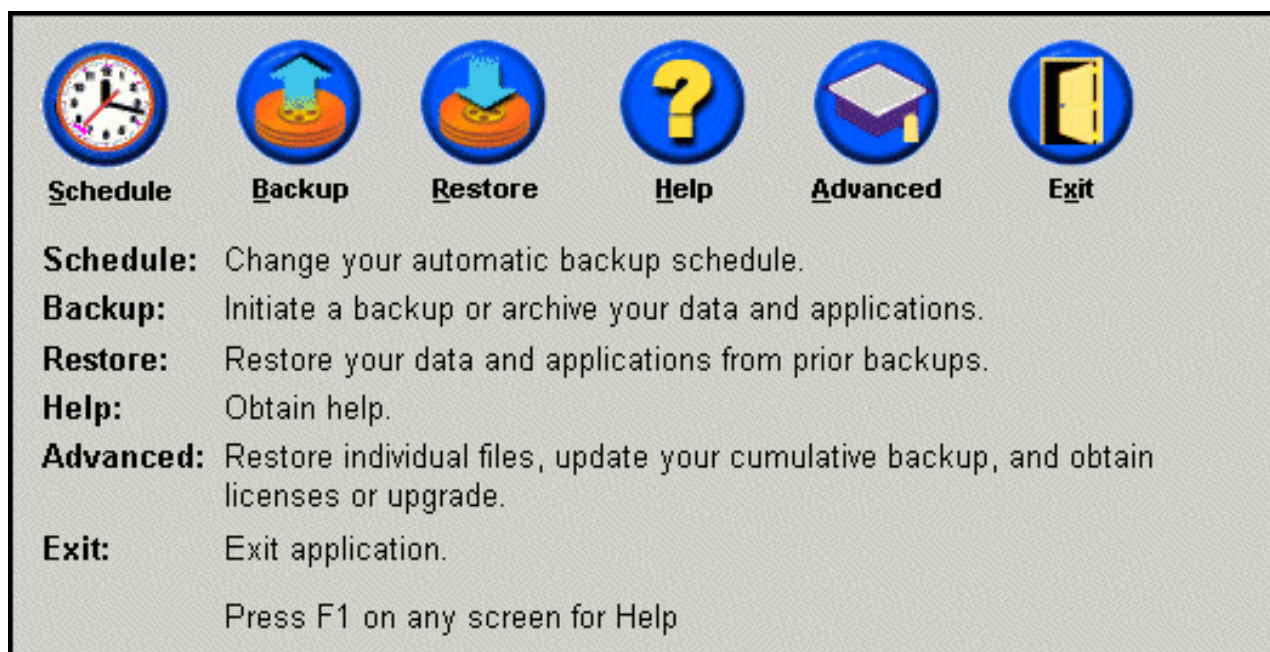 Schedule Backup Restore Help Advanced Exit
Schedule: Change your automatic backup schedule.
Backup: Initiate a backup or archive your data and applications.
Restore: Restore your data and applications from prior backups.
Help: Obtain help.
Advanced: Restore individual files, update your cumulative backup, and obtain
licenses or upgrade.
Exit: Exit application.
Press F1 on any screen for Help